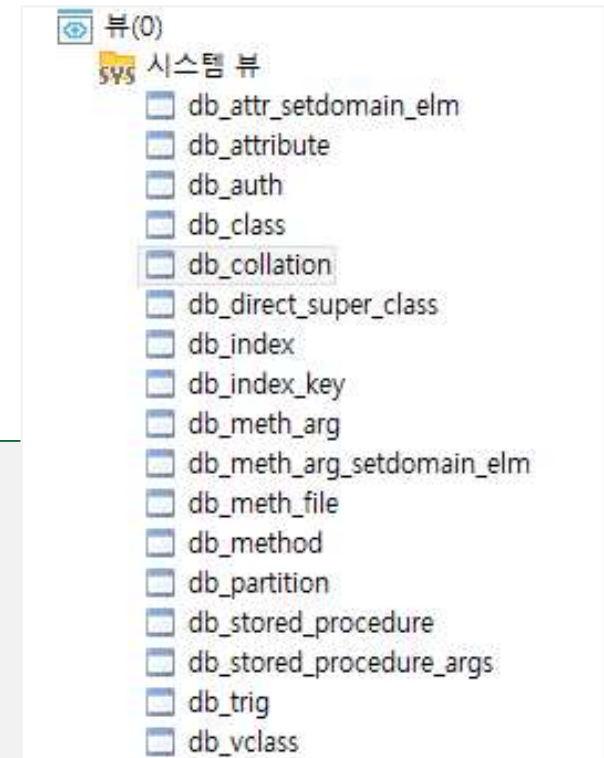 뷰(0)
sys 시스템 뷰
db_attr_setdomain_elm
db_attribute
db_auth
db_class
db_collation
db_direct_super_class
db_index
db_index_key
db_meth_arg
db_meth_arg_setdomain_elm
db_meth_file
db_method
db_partition
db_stored_procedure
db_stored_procedure_args
db_trig
db_vclass